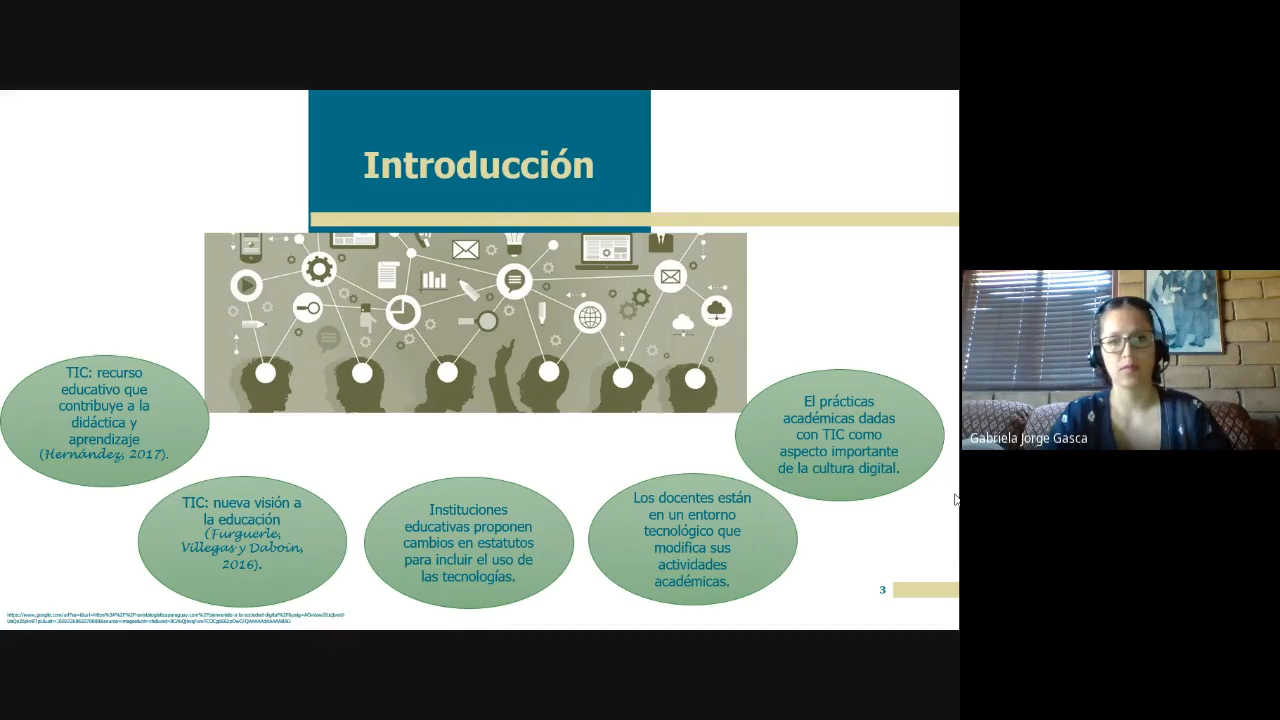 Introducción
TIC: recurso
educativo que
contribuye a la
didáctica y
aprendizaje
(Hernández, 2017).
TIC: nueva visión a
la educación
(Furguerle,
Villegas y Daboin,
2016).
Instituciones
educativas proponen
cambios en estatutos
para incluir el uso de
las tecnologías.
Los docentes están
en un entorno
tecnológico que
modifica sus
actividades
académicas.
El prácticas
académicas dadas
con TIC como
aspecto importante
de la cultura digital.
3
Gabriela Jorge Gasca